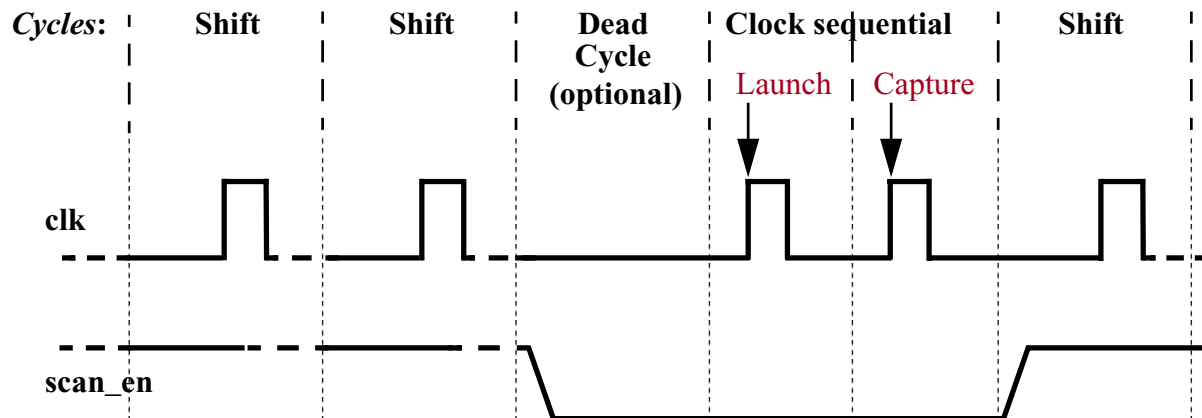 Cycles: Shift Shift Dead Clock sequential Shift
Cycle
(optional) Launch Capture
clk
scan_en